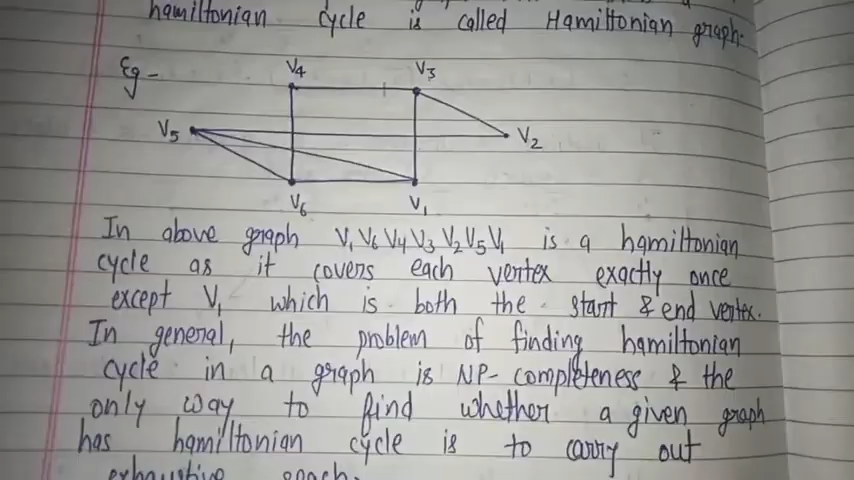 hamiltonian cycle is called Hamiltonian graph.
Eg -
V4 V3
V5 V2
V6 V1
In above graph V1 V6 V4 V3 V2 V5 V1 is a hamiltonian
cycle as it covers each vertex exactly once
except V1 which is both the start & end vertex.
In general, the problem of finding hamiltonian
cycle in a graph is NP-completeness & the
only way to find whether a given graph
has hamiltonian cycle is to carry out
exhaustive